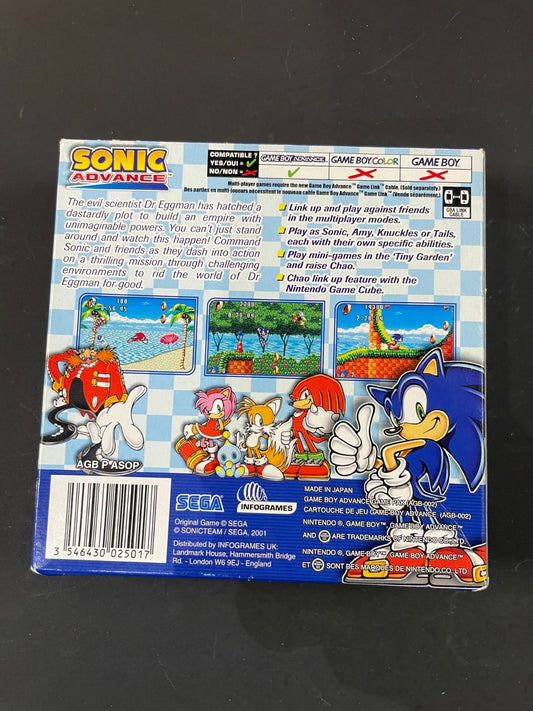 SONIC
ADVANCE™
COMPATIBLE ?
YES/OUI =
NO/NON =
GAME BOY ADVANCE™
GAME BOY COLOR
GAME BOY
Multi-player games require the new Game Boy Advance™ Game Link™ Cable. (Sold separately.)
Des parties en multi joueurs nécessitent le nouveau cable Game Boy Advance™ Game Link™ (Vendu séparément.)
GBA LINK
CABLE
The evil scientist Dr Eggman has hatched a
dastardly plot to build an empire with
unimaginable powers. You can't just stand
around and watch this happen! Command
Sonic and friends as they dash into action
on a thrilling mission through challenging
environments to rid the world of Dr
Eggman for good.
Link up and play against friends
in the multiplayer modes.
Play as Sonic, Amy, Knuckles or Tails,
each with their own specific abilities.
Play mini-games in the 'Tiny Garden'
and raise Chao.
Chao link up feature with the
Nintendo Game Cube.
AGB P ASOP
3 546430 025017
SEGA
INFOGRAMES
Original Game © SEGA
© SONICTEAM / SEGA, 2001
Distributed by INFOGRAMES UK:
Landmark House, Hammersmith Bridge
Rd. - London W6 9EJ - England
MADE IN JAPAN
GAME BOY ADVANCE GAME PAK (AGB-002)
CARTOUCHE DE JEU GAME BOY ADVANCE (AGB-002)
NINTENDO ®, GAME BOY™ GAME BOY ADVANCE™
AND ARE TRADEMARKS OF NINTENDO CO., LTD.
NINTENDO ®, GAME BOY™ GAME BOY ADVANCE™
ET SONT DES MARQUES DE NINTENDO CO., LTD.